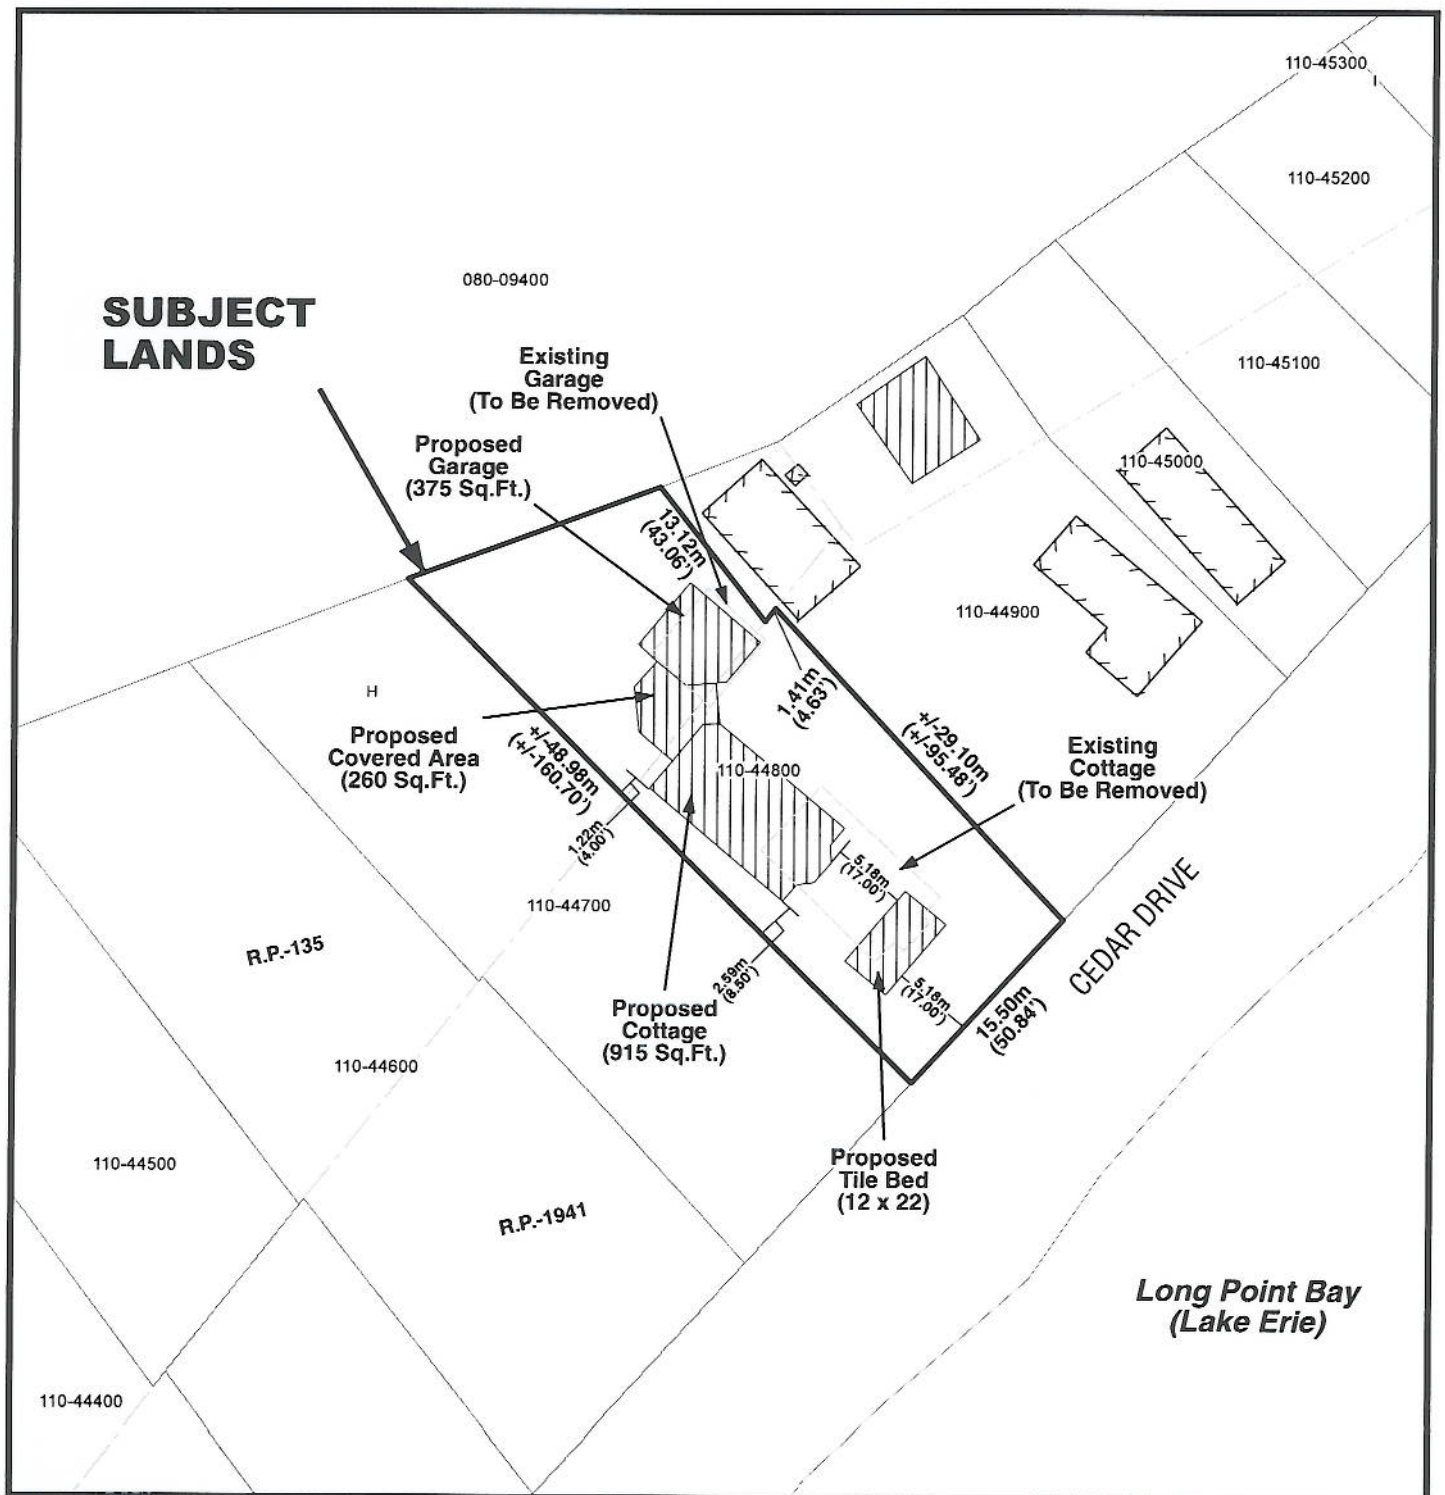 110-45300
I
110-45200
080-09400
SUBJECT
LANDS
Existing
Garage
(To Be Removed)
110-45100
Proposed
Garage
(375 Sq.Ft.)
110-45000
13.12m
(43.06')
110-44900
H
1.41m
(4.63')
Proposed
Covered Area
(260 Sq.Ft.)
+/-48.98m
(+/-160.70')
+/-29.10m
(+/-95.48')
Existing
Cottage
(To Be Removed)
110-44800
1.22m
(4.00')
5.18m
(17.00')
110-44700
CEDAR DRIVE
R.P.-135
2.59m
(8.50')
5.18m
(17.00')
Proposed
Cottage
(915 Sq.Ft.)
15.50m
(50.84')
110-44600
110-44500
Proposed
Tile Bed
(12 x 22)
R.P.-1941
Long Point Bay
(Lake Erie)
110-44400